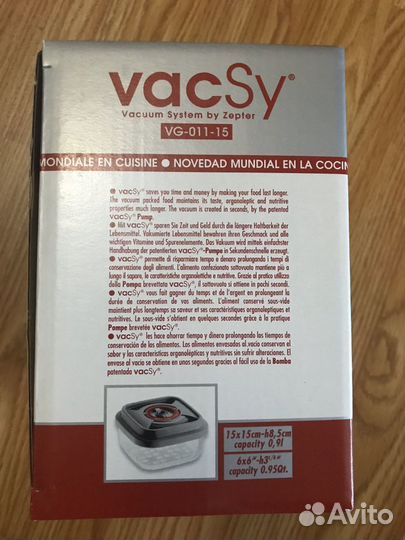 vacSy®
Vacuum System by Zepter
VG-011-15
MONDIALE EN CUISINE ● NOVEDAD MUNDIAL EN LA COCIN
● vacSy® saves you time and money by making your food last longer.
The vacuum packed food maintains its taste, organoleptic and nutritive
properties much longer. The vacuum is created in seconds, by the patented
vacSy® Pump.
● Mit vacSy® sparen Sie Zeit und Geld durch die längere Haltbarkeit der
Lebensmittel. Vakumierte Lebensmittel bewahren ihren Geschmack und alle
wichtigen Vitamine und Spurenelemente. Das Vakuum wird mittels einfachster
Handhabung der patentierten vacSy®-Pumpe in Sekundenschnelle erzeugt.
● vacSy® permette di risparmiare tempo e denaro prolungando i tempi di
conservazione degli alimenti. L'alimento confezionato sottovuoto mantiene più a
lungo il sapore, le caratteristiche organolettiche e nutritive. Grazie al pratico utilizzo
della Pompa brevettata vacSy®, il sottovuoto si ottiene in pochi secondi.
● vacSy® vous fait gagner du temps et de l'argent en prolongeant la
durée de conservation de vos aliments. L'aliment conservé sous-vide
maintient plus longtemps sa saveur et ses caractéristiques organoleptiques et
nutritives. Le sous-vide s'obtient en quelques secondes grâce à la pratique
Pompe brevetée vacSy®.
● vacSy® les hace ahorrar tiempo y dinero prolongando los tiempos de
conservación de los alimentos. Los alimentos envasados al vacío conservan el
sabor y las características organolépticas y nutritivas sin sufrir alteraciones. El
envase al vacío se obtiene en unos segundos gracias al fácil uso de la Bomba
patentada vacSy®.
15x15cm-h8,5cm
capacity 0,9l
6x6"-h3 1/3"
capacity 0.95Qt.
Avito